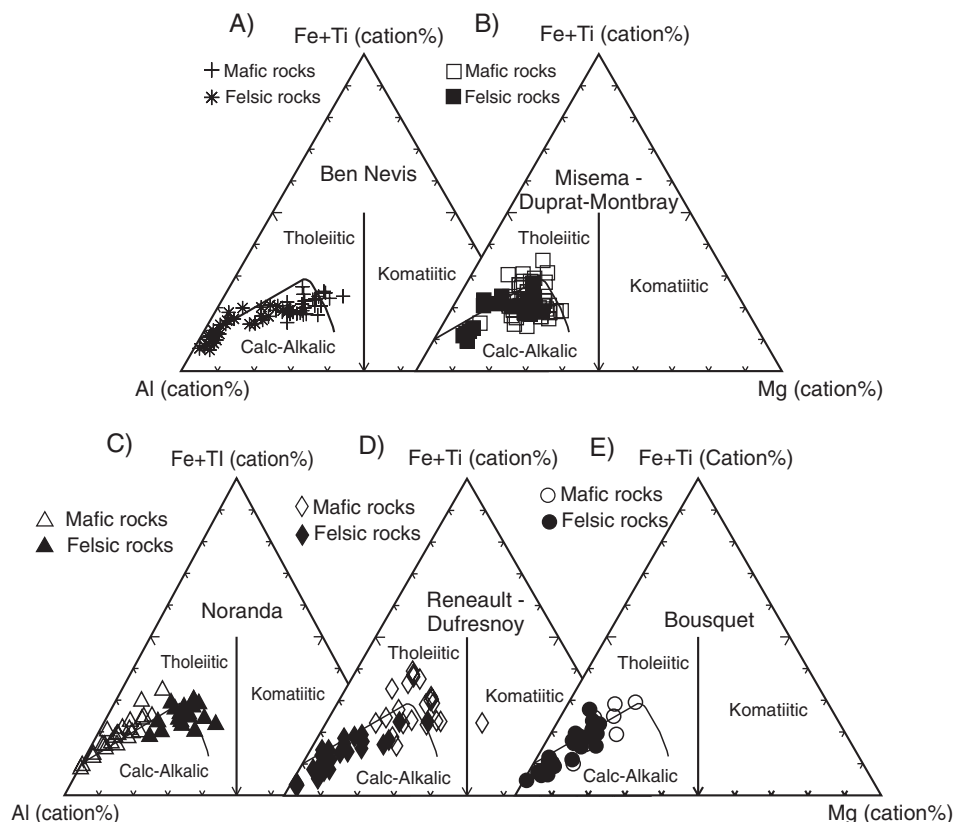 A)
Fe+Ti (cation%)
Mafic rocks
Felsic rocks
Ben Nevis
Tholeiitic
Komatiitic
Calc-Alkalic
Al (cation%)
B)
Fe+Ti (cation%)
Mafic rocks
Felsic rocks
Misema -
Duprat-Montbray
Tholeiitic
Komatiitic
Calc-Alkalic
Mg (cation%)
C)
Fe+TI (cation%)
Mafic rocks
Felsic rocks
Noranda
Tholeiitic
Komatiitic
Calc-Alkalic
Al (cation%)
D)
Fe+Ti (cation%)
Mafic rocks
Felsic rocks
Reneault -
Dufresnoy
Tholeiitic
Komatiitic
Calc-Alkalic
E)
Fe+Ti (Cation%)
Mafic rocks
Felsic rocks
Bousquet
Tholeiitic
Komatiitic
Calc-Alkalic
Mg (cation%)